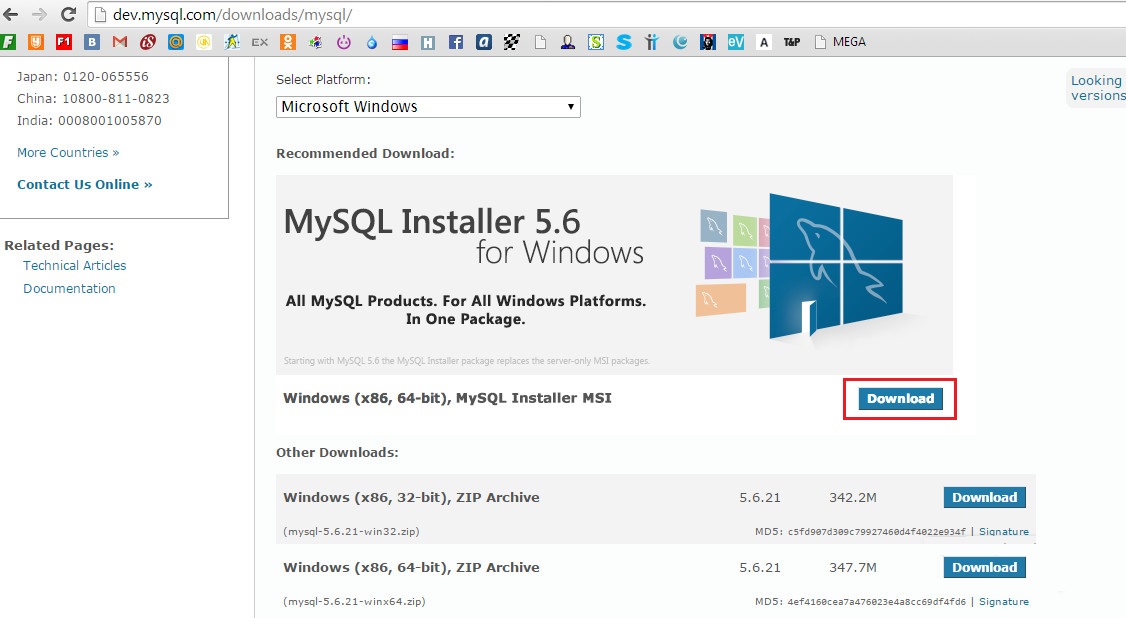 dev.mysql.com/downloads/mysql/
F F1 B M iS @ EX H f a S S eV A T&P MEGA
Japan: 0120-065556
China: 10800-811-0823
India: 0008001005870
More Countries »
Contact Us Online »
Related Pages:
Technical Articles
Documentation
Select Platform:
Microsoft Windows
Looking
versions
Recommended Download:
MySQL Installer 5.6
for Windows
All MySQL Products. For All Windows Platforms.
In One Package.
Starting with MySQL 5.6 the MySQL Installer package replaces the server-only MSI packages.
Windows (x86, 64-bit), MySQL Installer MSI Download
Other Downloads:
Windows (x86, 32-bit), ZIP Archive 5.6.21 342.2M Download
(mysql-5.6.21-win32.zip) MD5: c5fd907d309c79927460d4f4022e934f | Signature
Windows (x86, 64-bit), ZIP Archive 5.6.21 347.7M Download
(mysql-5.6.21-winx64.zip) MD5: 4ef4160cea7a476023e4a8cc69df4fd6 | Signature